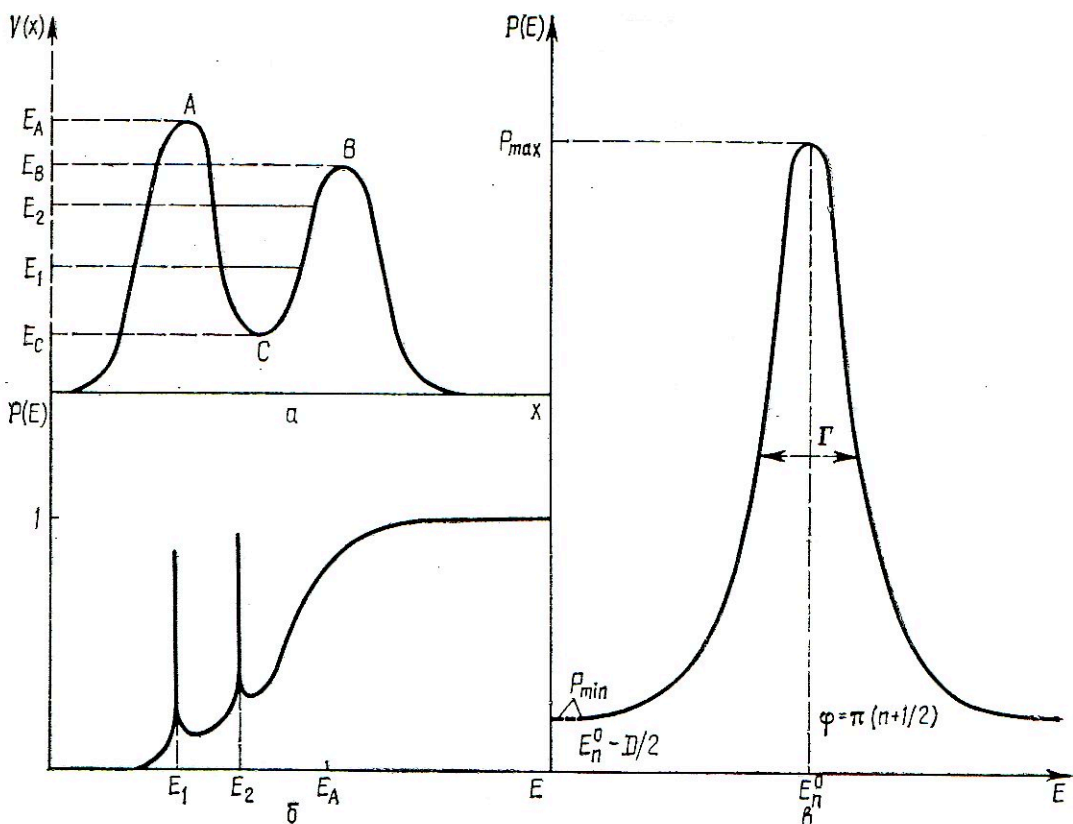 V(x)
E_A
E_B
E_2
E_1
E_C
A
B
C
x
а
P(E)
1
E_1
E_2
E_A
E
б
P(E)
P_max
Γ
P_min
E_n^0 - D/2
φ=π(n+1/2)
E_n^0
E
в